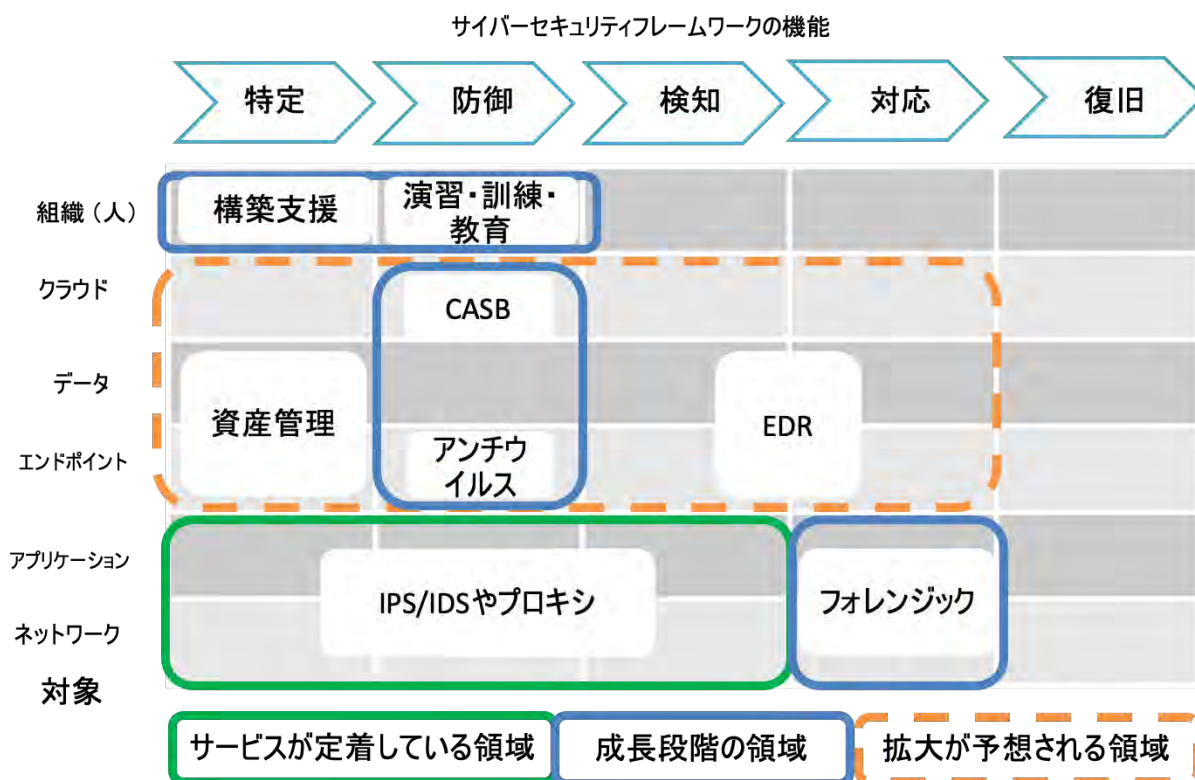 サイバーセキュリティフレームワークの機能
特定
防御
検知
対応
復旧
組織（人）
構築支援
演習・訓練・
教育
クラウド
CASB
データ
資産管理
EDR
エンドポイント
アンチウ
イルス
アプリケーション
IPS/IDSやプロキシ
フォレンジック
ネットワーク
対象
サービスが定着している領域
成長段階の領域
拡大が予想される領域